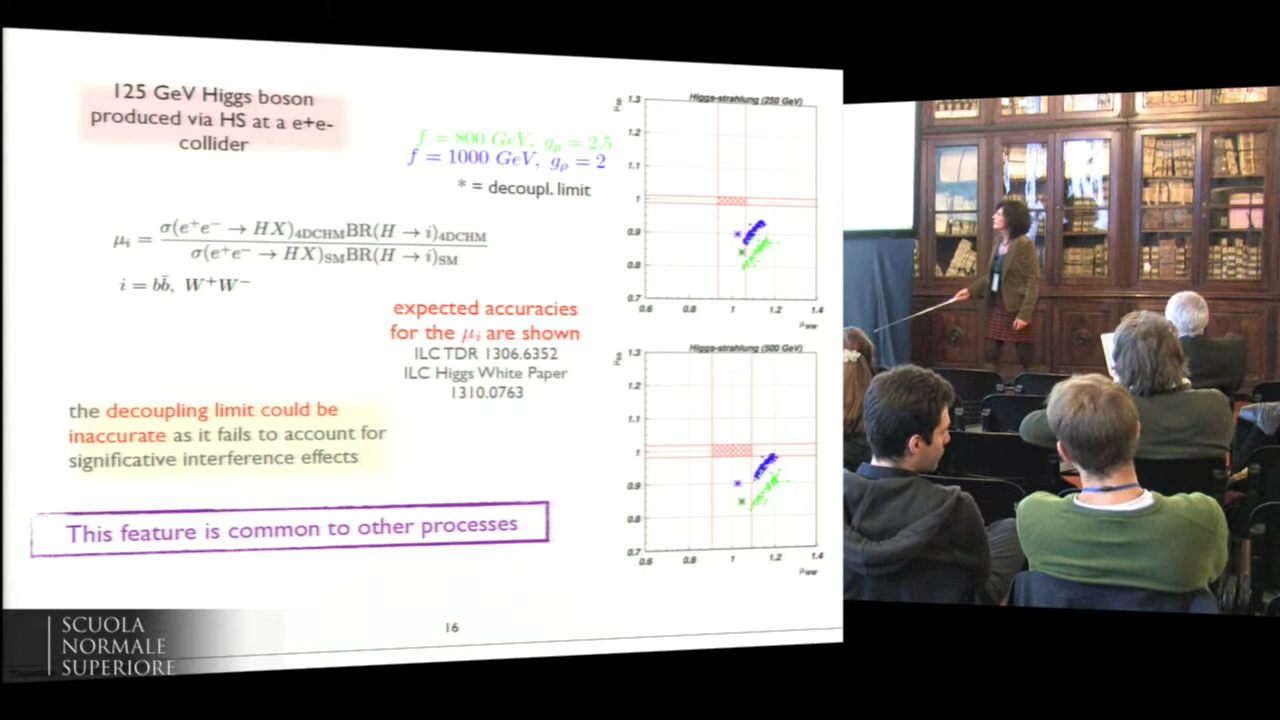 125 GeV Higgs boson
produced via HS at a e+e-
collider
f = 800 GeV, gρ = 2.5
f = 1000 GeV, gρ = 2
* = decoupl. limit
μi = σ(e+e− → HX)4DCHM BR(H → i)4DCHM / σ(e+e− → HX)SM BR(H → i)SM
i = bb̄, W+W−
expected accuracies
for the μi are shown
ILC TDR 1306.6352
ILC Higgs White Paper
1310.0763
the decoupling limit could be
inaccurate as it fails to account for
significative interference effects
This feature is common to other processes
16
Higgs-strahlung (250 GeV)
1.3
1.2
1.1
1
0.9
0.8
0.7
0.6 0.8 1 1.2 1.4
Higgs-strahlung (500 GeV)
1.3
1.2
1.1
1
0.9
0.8
0.7
0.6 0.8 1 1.2 1.4
SCUOLA
NORMALE
SUPERIORE